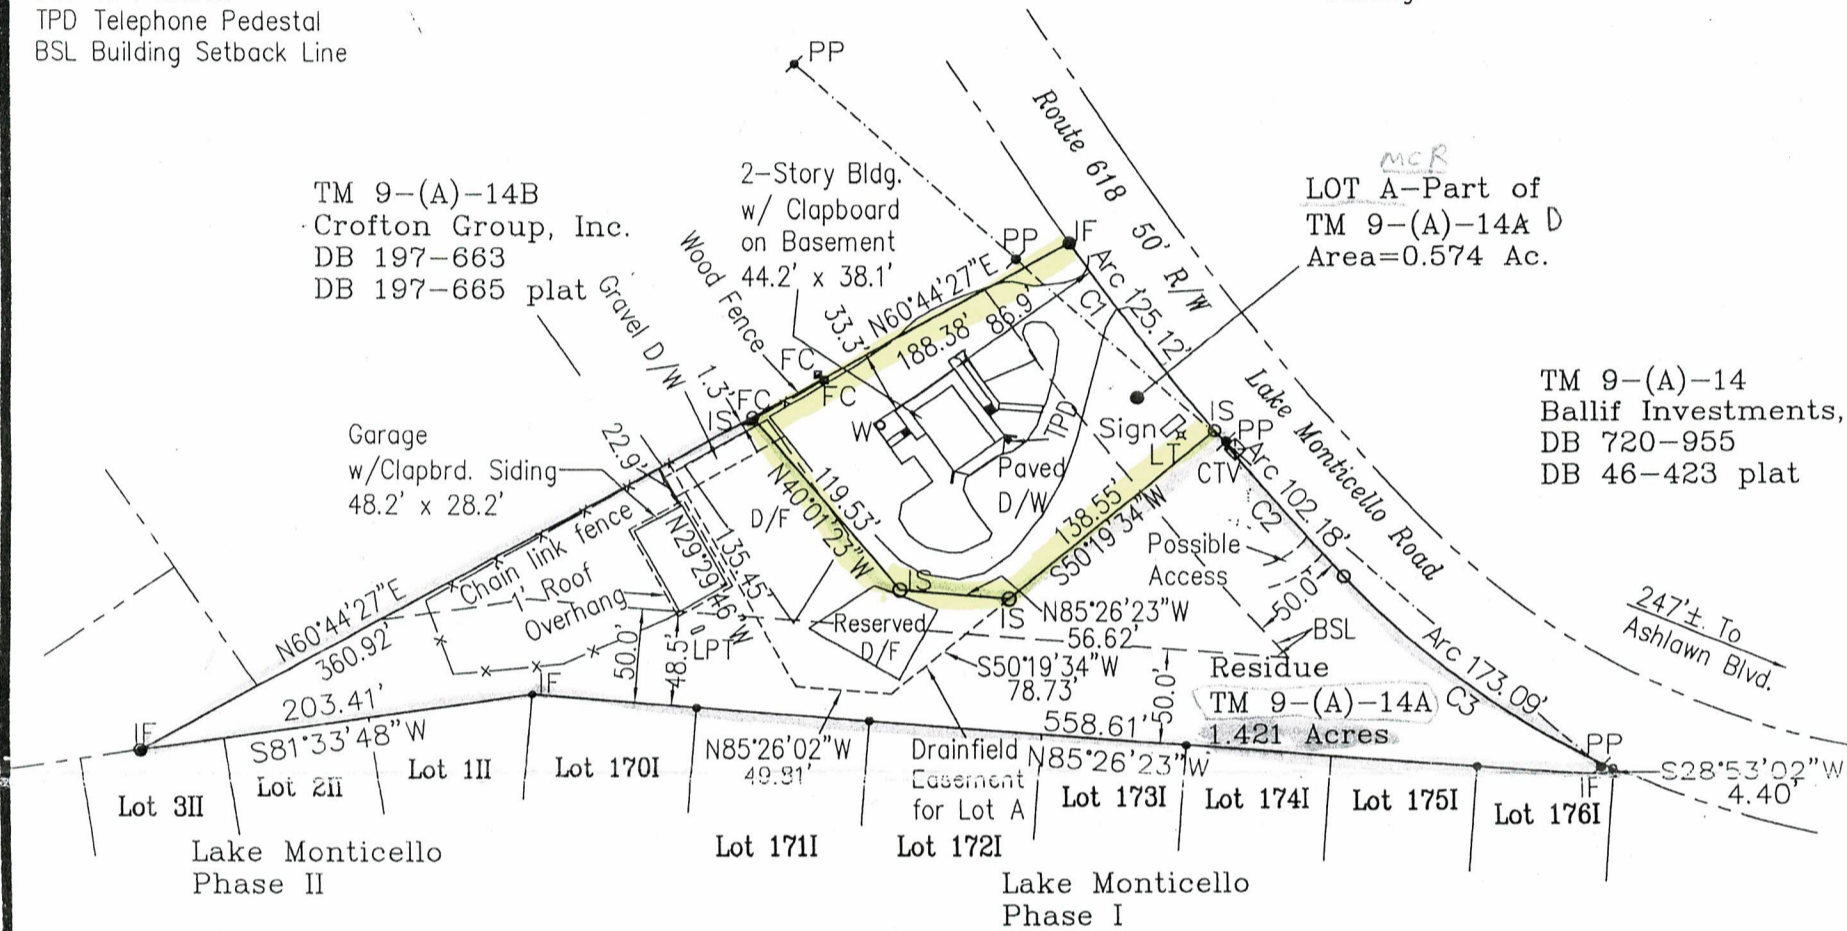 TPD Telephone Pedestal
BSL Building Setback Line
PP
Route 618 50' R/W
TM 9-(A)-14B
Crofton Group, Inc.
DB 197-663
DB 197-665 plat
2-Story Bldg.
w/ Clapboard
on Basement
44.2' x 38.1'
MCR
LOT A-Part of
TM 9-(A)-14A D
Area=0.574 Ac.
PP
IF
Arc 125.12'
C1
Wood Fence
Gravel D/W
33.3'
N60°44'27"E
188.38'
86.9'
1.3'
FC
FC
FC
IS
W
TPD
Sign
LT
IS
PP
CTV
Lake Monticello Road
TM 9-(A)-14
Ballif Investments,
DB 720-955
DB 46-423 plat
Garage
w/Clapbrd. Siding
48.2' x 28.2'
22.9'
Paved
D/W
D/F
119.53'
N40°01'23"W
138.55'
S50°19'34"W
Arc 102.18'
C2
Possible
Access
50.0'
BSL
Chain link fence
1' Roof
Overhang
N29°29'46"W
135.45'
IS
IS
N85°26'23"W
56.62'
Reserved
D/F
S50°19'34"W
78.73'
247'±. To
Ashlawn Blvd.
Arc 173.09'
C3
N60°44'27"E
360.92'
LPT
50.0'
48.5'
50.0'
Residue
TM 9-(A)-14A
1.421 Acres
IF
203.41'
S81°33'48"W
IF
N85°26'02"W
49.81'
Drainfield
Easement
for Lot A
558.61'
N85°26'23"W
PP
IF
S28°53'02"W
4.40'
Lot 3II
Lot 2II
Lot 1II
Lot 170I
Lot 171I
Lot 172I
Lot 173I
Lot 174I
Lot 175I
Lot 176I
Lake Monticello
Phase II
Lake Monticello
Phase I